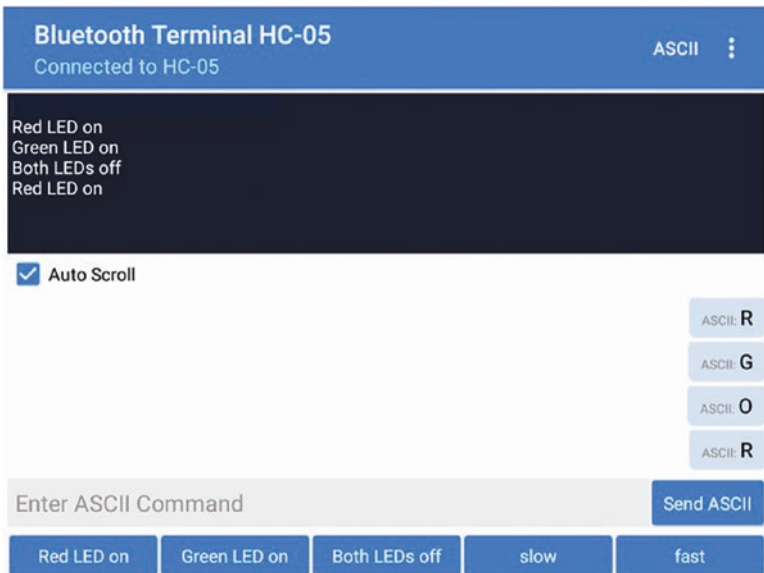 Bluetooth Terminal HC-05
Connected to HC-05
ASCII
Red LED on
Green LED on
Both LEDs off
Red LED on
Auto Scroll
ASCII: R
ASCII: G
ASCII: O
ASCII: R
Enter ASCII Command
Send ASCII
Red LED on
Green LED on
Both LEDs off
slow
fast